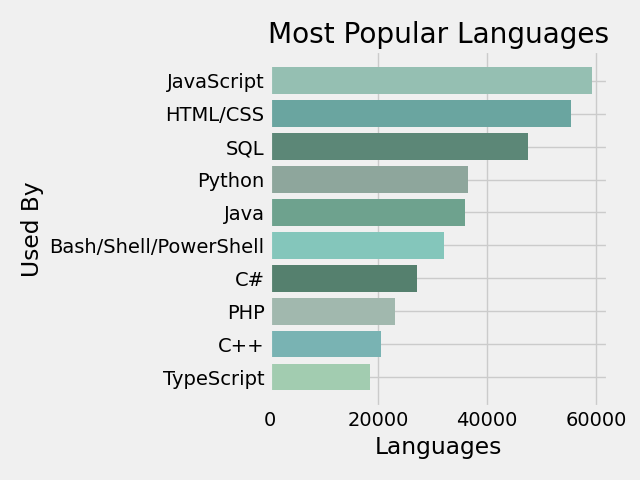 Most Popular Languages
JavaScript
HTML/CSS
SQL
Python
Java
Bash/Shell/PowerShell
C#
PHP
C++
TypeScript
Used By
0 20000 40000 60000
Languages